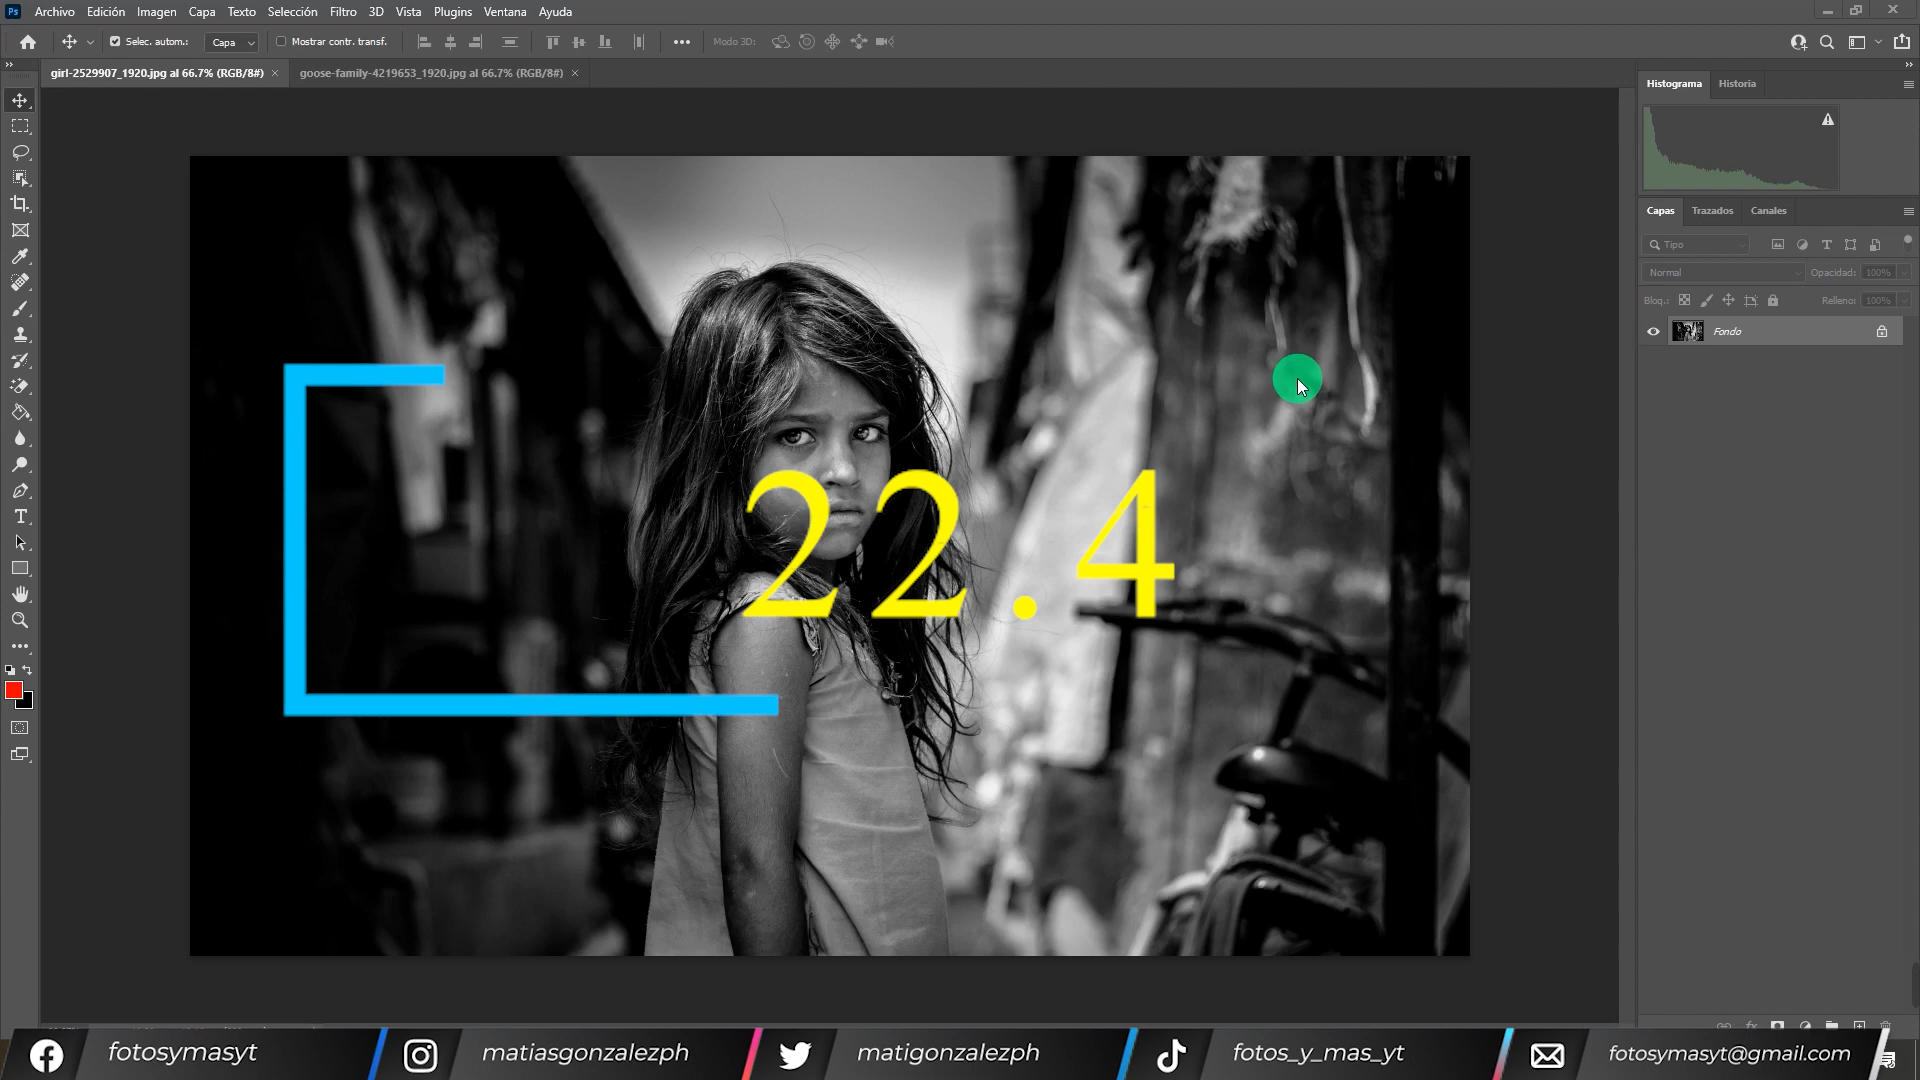 Ps Archivo Edición Imagen Capa Texto Selección Filtro 3D Vista Plugins Ventana Ayuda
Selec. autom.: Capa Mostrar contr. transf. Modo 3D:
girl-2529907_1920.jpg al 66.7% (RGB/8#) goose-family-4219653_1920.jpg al 66.7% (RGB/8#)
Histograma Historia
Capas Trazados Canales
Tipo
Normal Opacidad: 100%
Bloq.: Relleno: 100%
Fondo
22.4
fotosymasyt matiasgonzalezph matigonzalezph fotos_y_mas_yt fotosymasyt@gmail.com